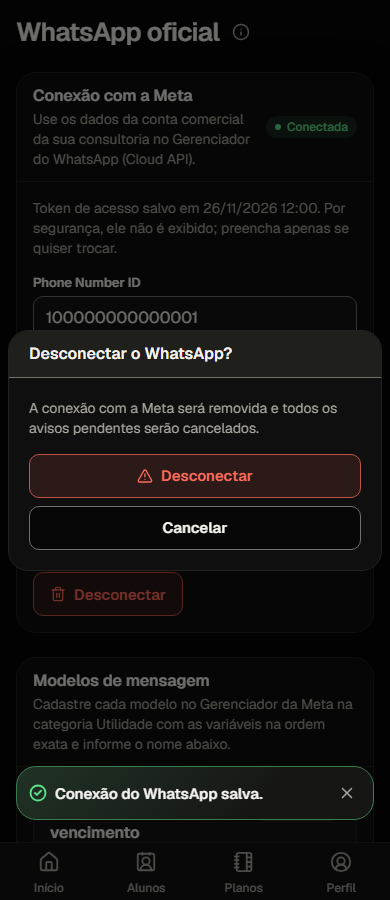 WhatsApp oficial
Conexão com a Meta
Use os dados da conta comercial
da sua consultoria no Gerenciador
do WhatsApp (Cloud API).
Conectada
Token de acesso salvo em 26/11/2026 12:00. Por
segurança, ele não é exibido; preencha apenas se
quiser trocar.
Phone Number ID
100000000000001
Desconectar o WhatsApp?
A conexão com a Meta será removida e todos os
avisos pendentes serão cancelados.
Desconectar
Cancelar
Desconectar
Modelos de mensagem
Cadastre cada modelo no Gerenciador da Meta na
categoria Utilidade com as variáveis na ordem
exata e informe o nome abaixo.
Conexão do WhatsApp salva.
vencimento
Início
Alunos
Planos
Perfil